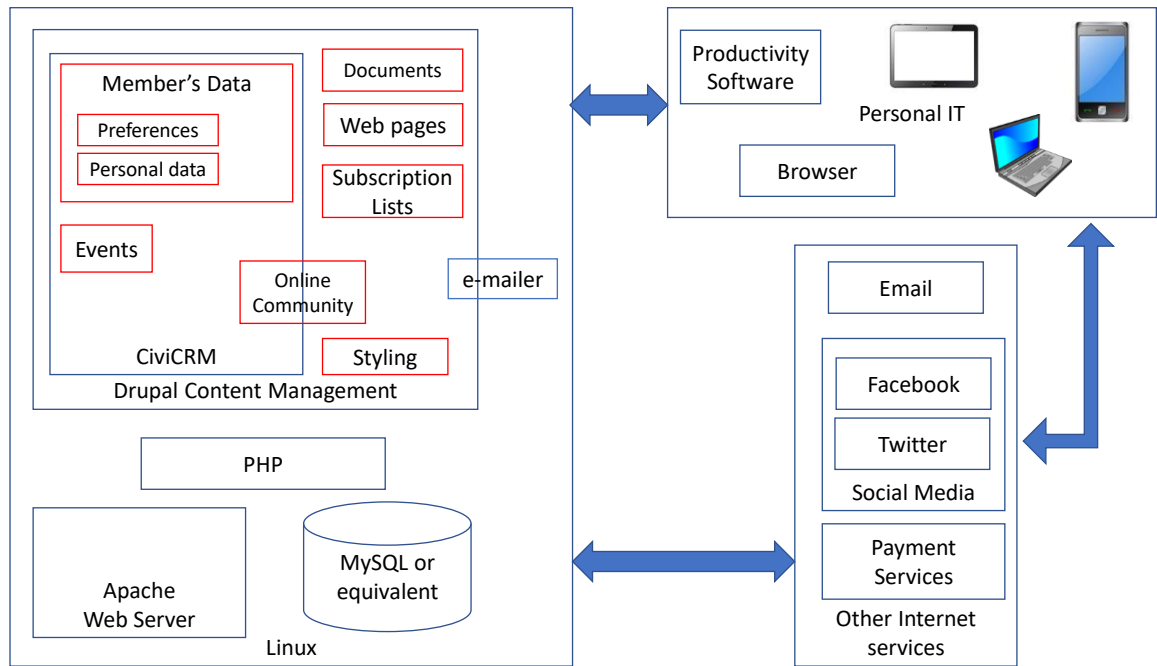 Member's Data
Preferences
Personal data
Events
Online
Community
CiviCRM
Documents
Web pages
Subscription
Lists
e-mailer
Styling
Drupal Content Management
PHP
Apache
Web Server
MySQL or
equivalent
Linux
Productivity
Software
Personal IT
Browser
Email
Facebook
Twitter
Social Media
Payment
Services
Other Internet
services